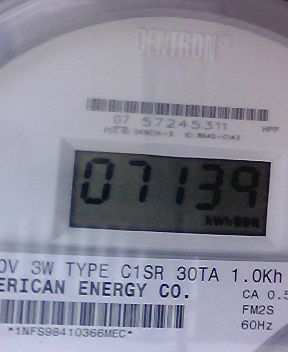 CENTRON®
07 57245311 HPP
07139
kWh
0V 3W TYPE C1SR 30TA 1.0Kh
ERICAN ENERGY CO.
CA 0.5
FM2S
*1NFS98410366MEC* 60Hz